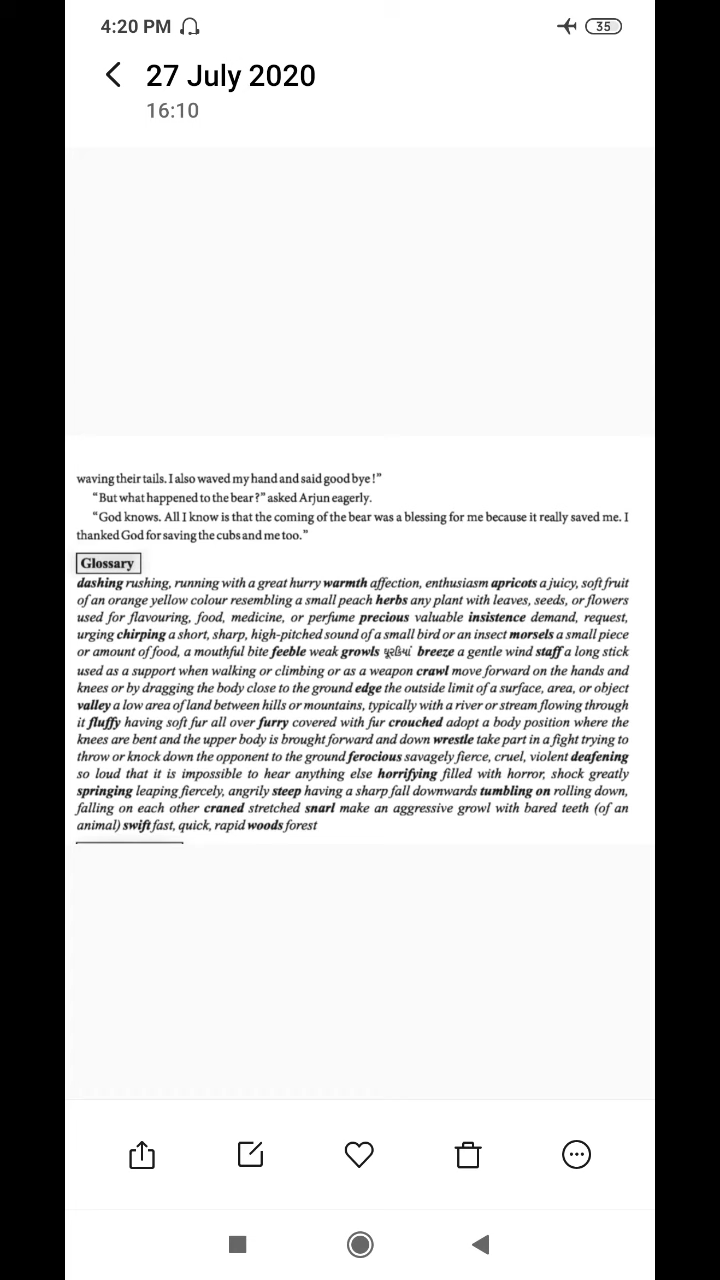 4:20 PM
35
27 July 2020
16:10
waving their tails. I also waved my hand and said good bye!”
“But what happened to the bear?” asked Arjun eagerly.
“God knows. All I know is that the coming of the bear was a blessing for me because it really saved me. I
thanked God for saving the cubs and me too.”
Glossary
dashing rushing, running with a great hurry warmth affection, enthusiasm apricots a juicy, soft fruit
of an orange yellow colour resembling a small peach herbs any plant with leaves, seeds, or flowers
used for flavouring, food, medicine, or perfume precious valuable insistence demand, request,
urging chirping a short, sharp, high-pitched sound of a small bird or an insect morsels a small piece
or amount of food, a mouthful bite feeble weak growls breeze a gentle wind staff a long stick
used as a support when walking or climbing or as a weapon crawl move forward on the hands and
knees or by dragging the body close to the ground edge the outside limit of a surface, area, or object
valley a low area of land between hills or mountains, typically with a river or stream flowing through
it fluffy having soft fur all over furry covered with fur crouched adopt a body position where the
knees are bent and the upper body is brought forward and down wrestle take part in a fight trying to
throw or knock down the opponent to the ground ferocious savagely fierce, cruel, violent deafening
so loud that it is impossible to hear anything else horrifying filled with horror, shock greatly
springing leaping fiercely, angrily steep having a sharp fall downwards tumbling on rolling down,
falling on each other craned stretched snarl make an aggressive growl with bared teeth (of an
animal) swift fast, quick, rapid woods forest